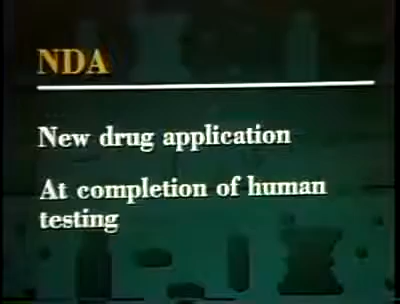 NDA
New drug application
At completion of human
testing